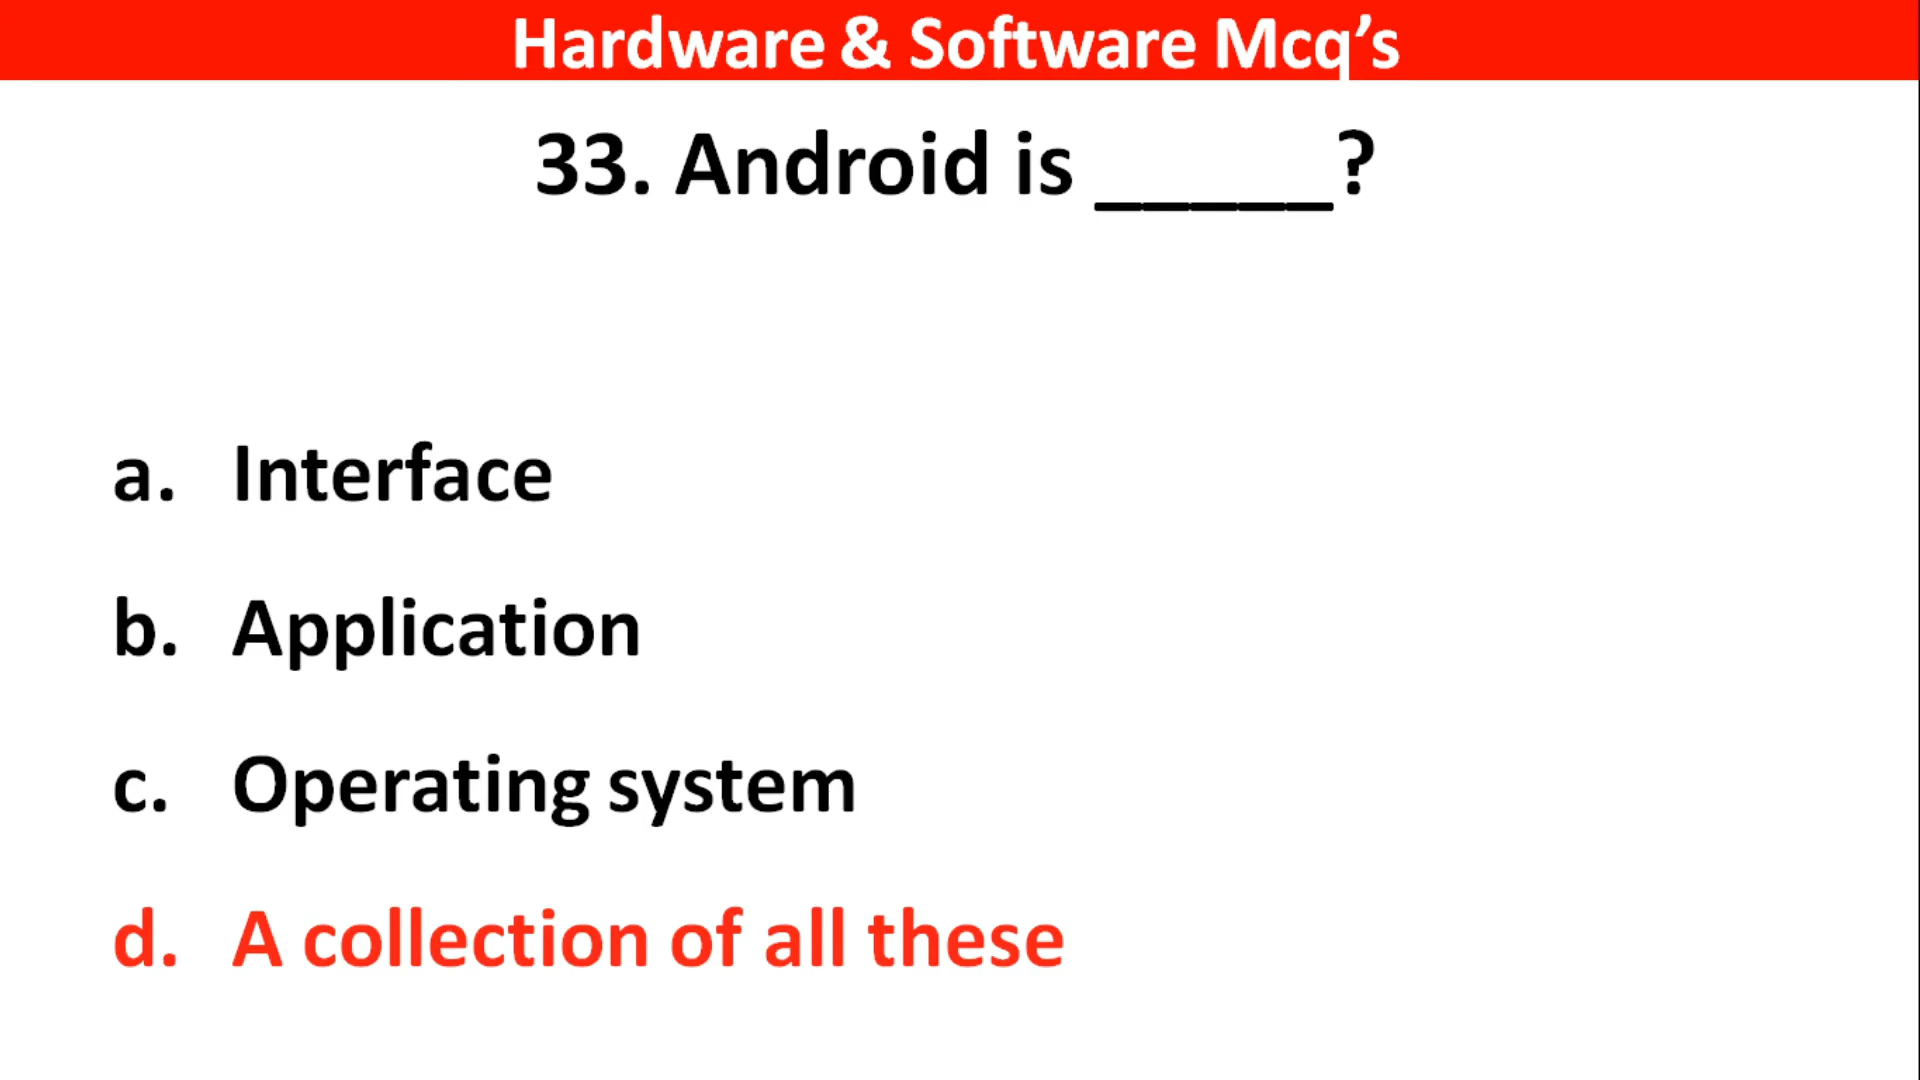 Hardware & Software Mcq’s
33. Android is _____?
a. Interface
b. Application
c. Operating system
d. A collection of all these